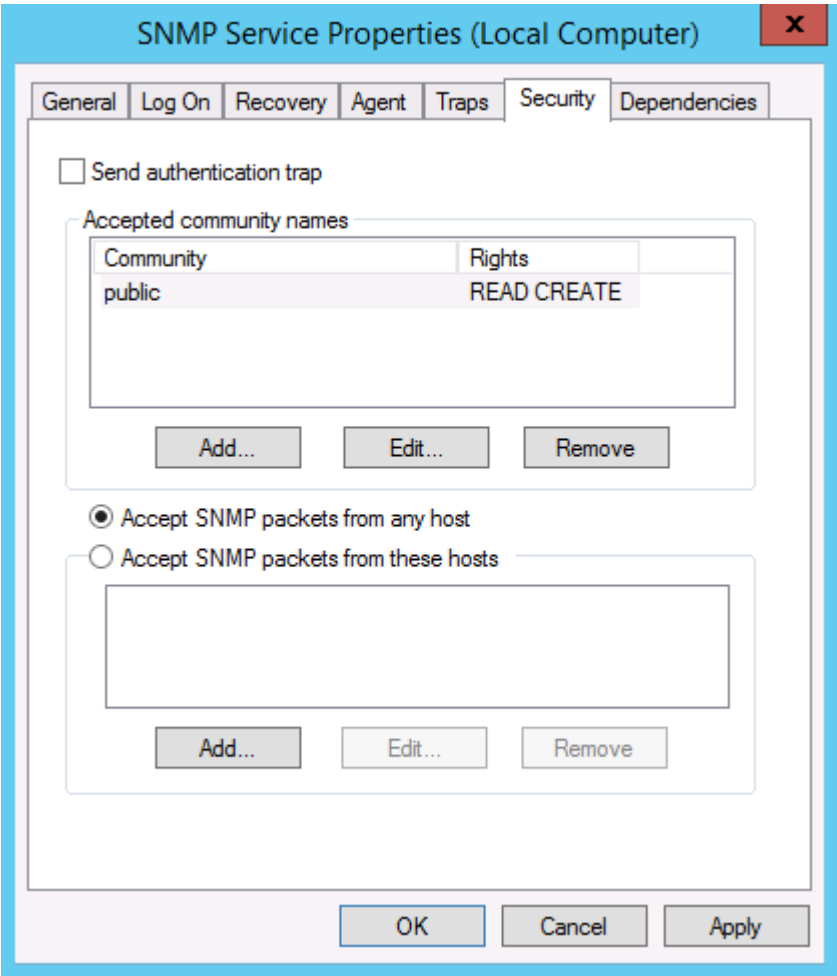 SNMP Service Properties (Local Computer)
x
General Log On Recovery Agent Traps Security Dependencies
Send authentication trap
Accepted community names
Community Rights
public READ CREATE
Add... Edit... Remove
Accept SNMP packets from any host
Accept SNMP packets from these hosts
Add... Edit... Remove
OK Cancel Apply